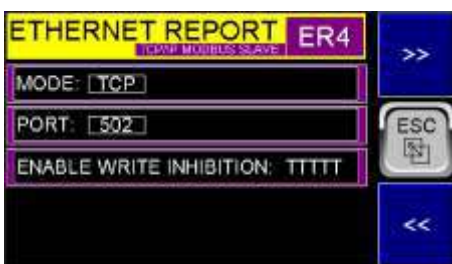 ETHERNET REPORT ER4
TCP/IP MODBUS SLAVE
>>
MODE: TCP
PORT: 502
ESC
ENABLE WRITE INHIBITION: TTTTT
<<